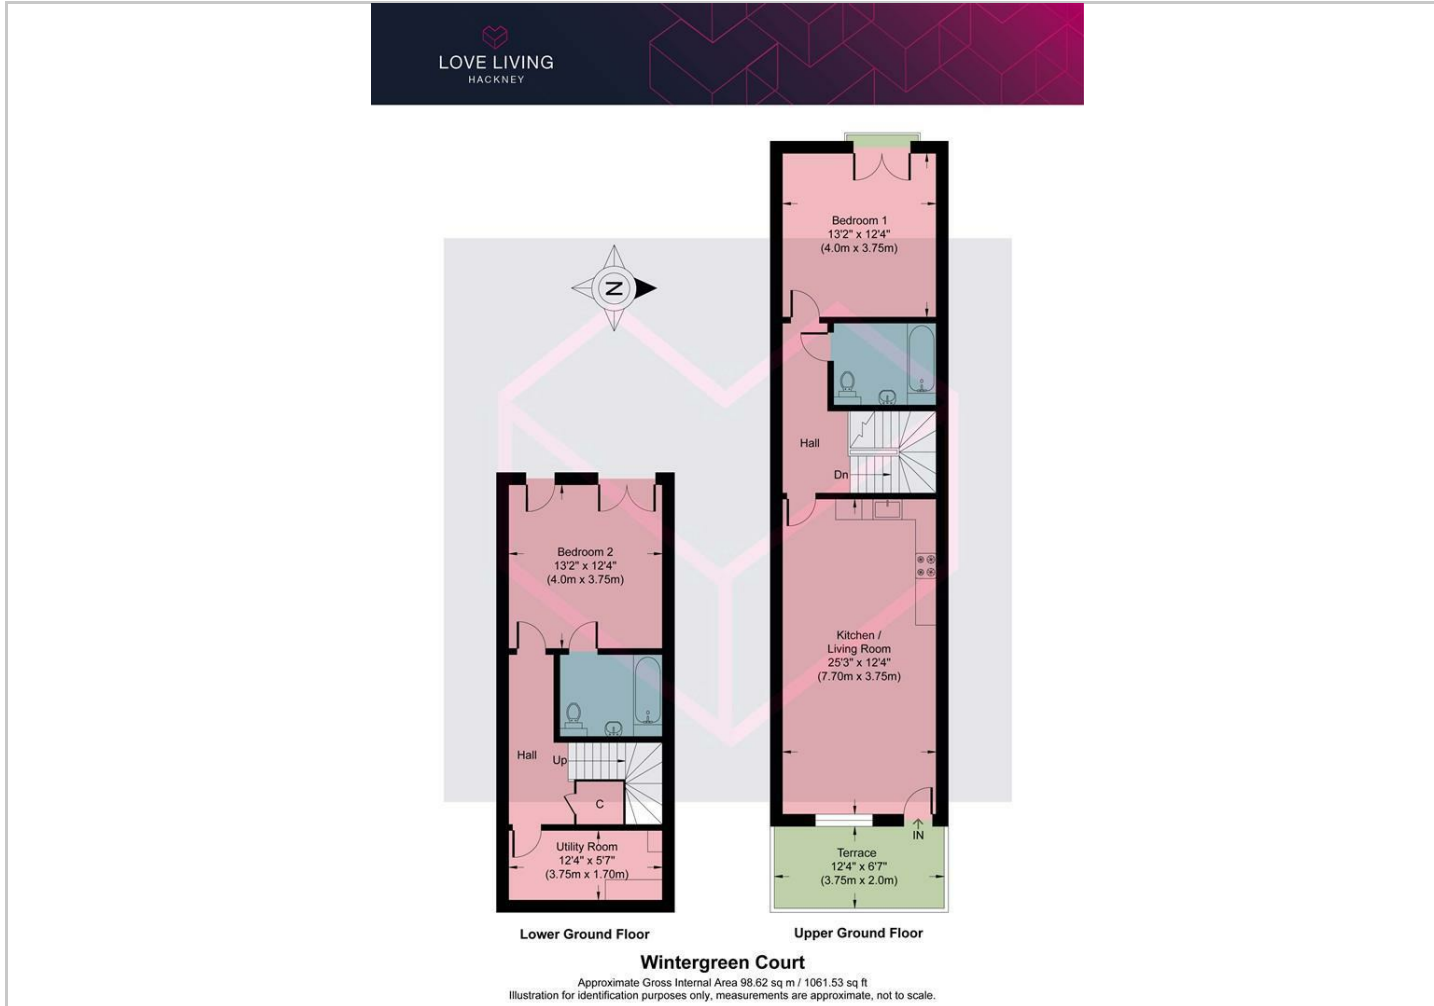 LOVE LIVING
HACKNEY
Bedroom 1
13'2" x 12'4"
(4.0m x 3.75m)
N
Hall
Dn
Bedroom 2
13'2" x 12'4"
(4.0m x 3.75m)
Kitchen /
Living Room
25'3" x 12'4"
(7.70m x 3.75m)
Hall
Up
C
IN
Utility Room
12'4" x 5'7"
(3.75m x 1.70m)
Terrace
12'4" x 6'7"
(3.75m x 2.0m)
Lower Ground Floor
Upper Ground Floor
Wintergreen Court
Approximate Gross Internal Area 98.62 sq m / 1061.53 sq ft
Illustration for identification purposes only, measurements are approximate, not to scale.